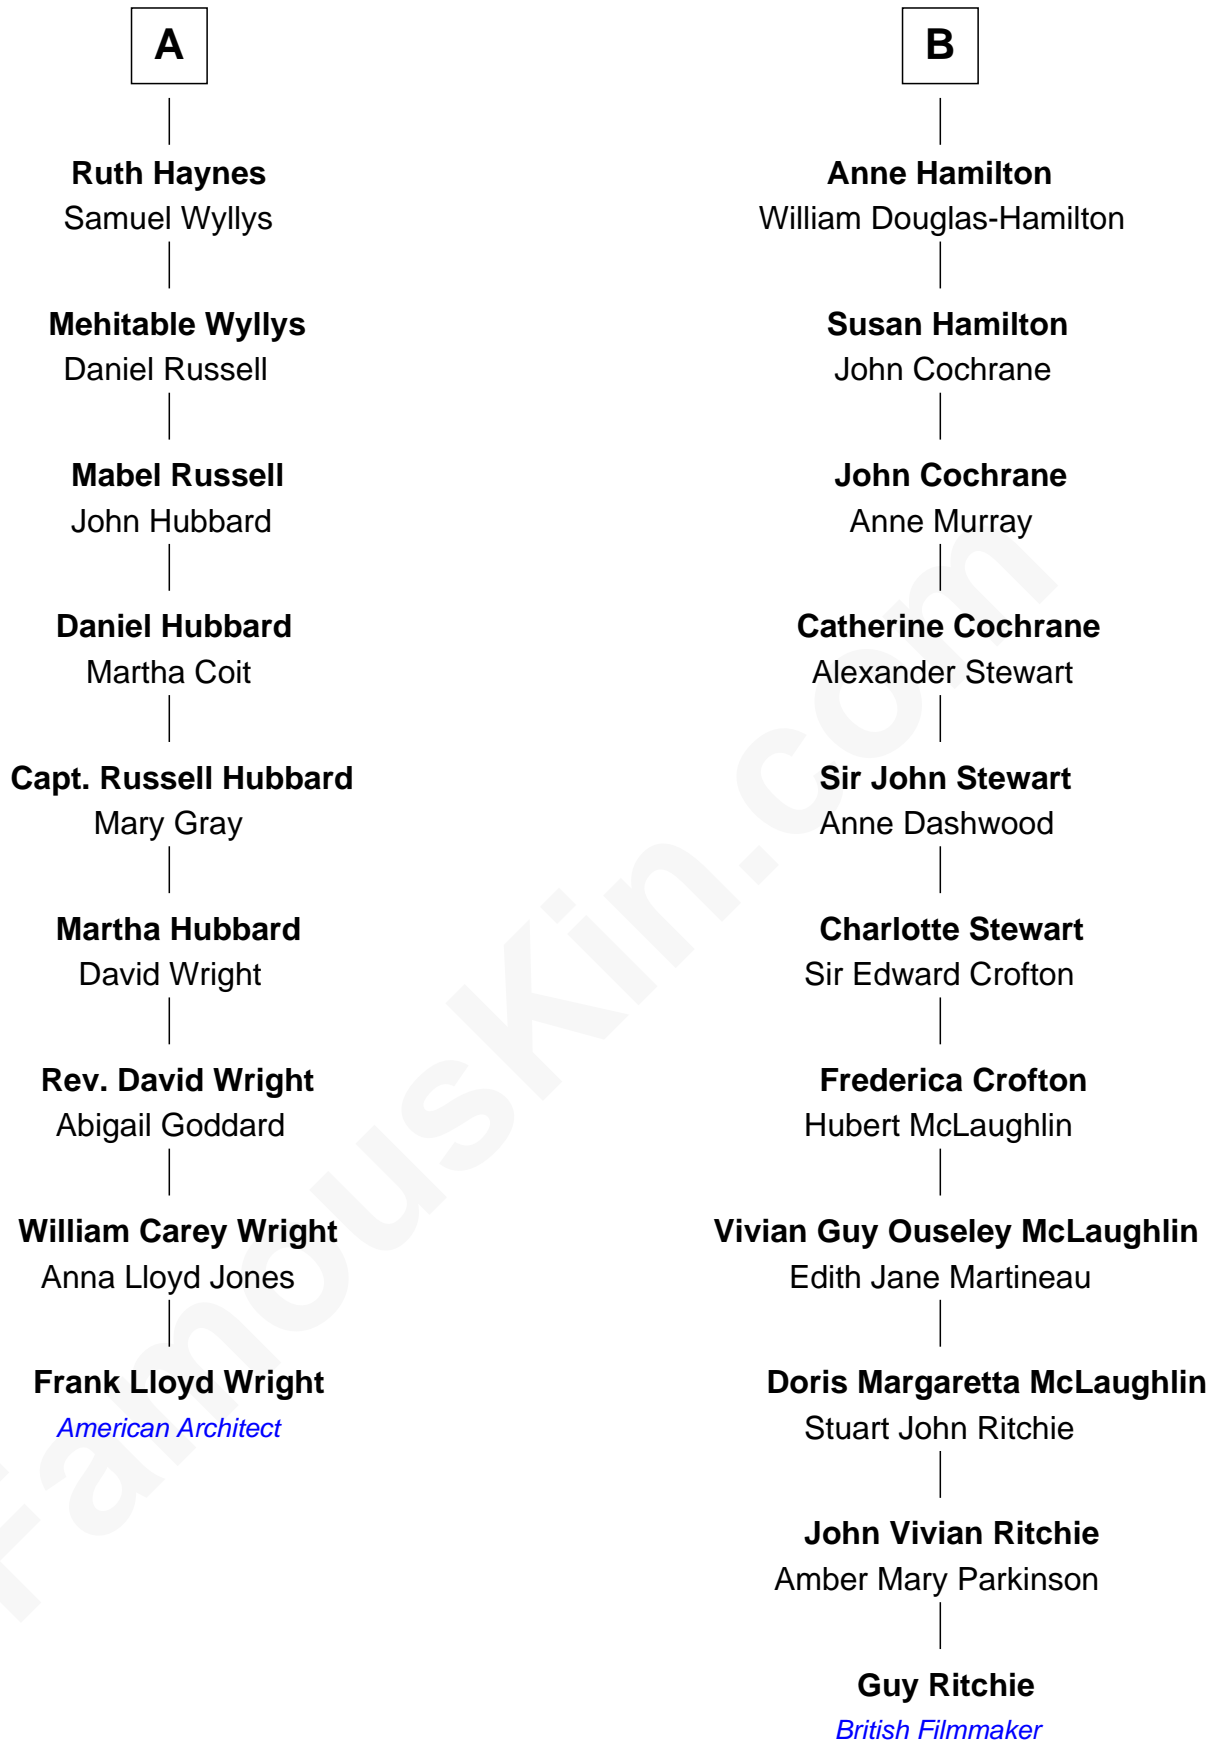 A
Ruth Haynes
Samuel Wyllys
Mehitable Wyllys
Daniel Russell
Mabel Russell
John Hubbard
Daniel Hubbard
Martha Coit
Capt. Russell Hubbard
Mary Gray
Martha Hubbard
David Wright
Rev. David Wright
Abigail Goddard
William Carey Wright
Anna Lloyd Jones
Frank Lloyd Wright
American Architect
B
Anne Hamilton
William Douglas-Hamilton
Susan Hamilton
John Cochrane
John Cochrane
Anne Murray
Catherine Cochrane
Alexander Stewart
Sir John Stewart
Anne Dashwood
Charlotte Stewart
Sir Edward Crofton
Frederica Crofton
Hubert McLaughlin
Vivian Guy Ouseley McLaughlin
Edith Jane Martineau
Doris Margaretta McLaughlin
Stuart John Ritchie
John Vivian Ritchie
Amber Mary Parkinson
Guy Ritchie
British Filmmaker
FamousKin.com